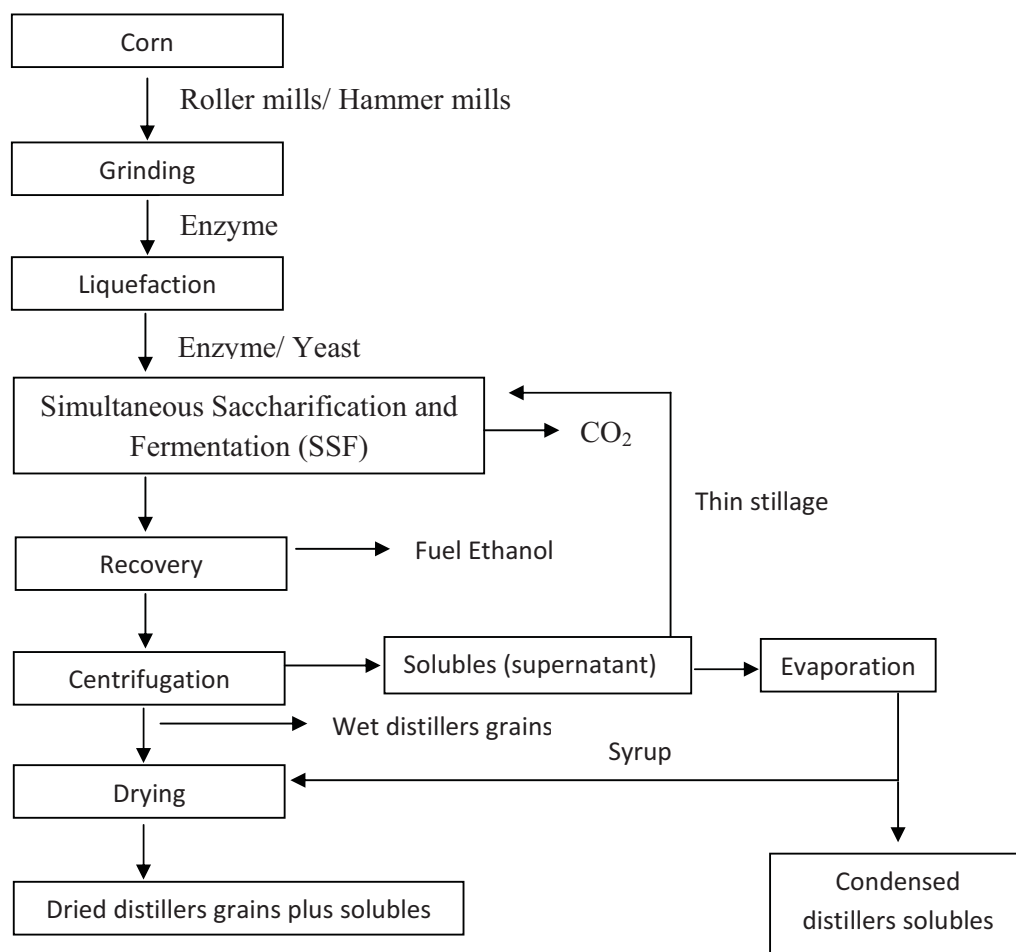 Corn
Roller mills/ Hammer mills
Grinding
Enzyme
Liquefaction
Enzyme/ Yeast
Simultaneous Saccharification and
Fermentation (SSF)
CO₂
Thin stillage
Recovery
Fuel Ethanol
Centrifugation
Solubles (supernatant)
Evaporation
Wet distillers grains
Syrup
Drying
Dried distillers grains plus solubles
Condensed
distillers solubles